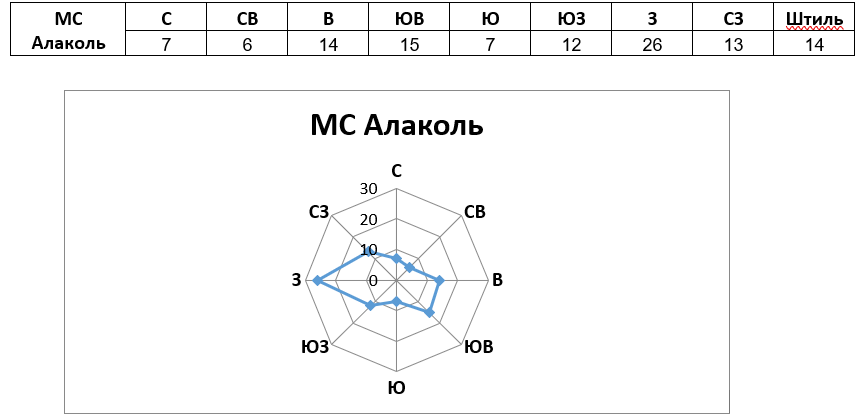 МС Алаколь С СВ В ЮВ Ю ЮЗ З СЗ Штиль
7 6 14 15 7 12 26 13 14
МС Алаколь
С
30
СЗ СВ
20
10
З 0 В
ЮЗ ЮВ
Ю